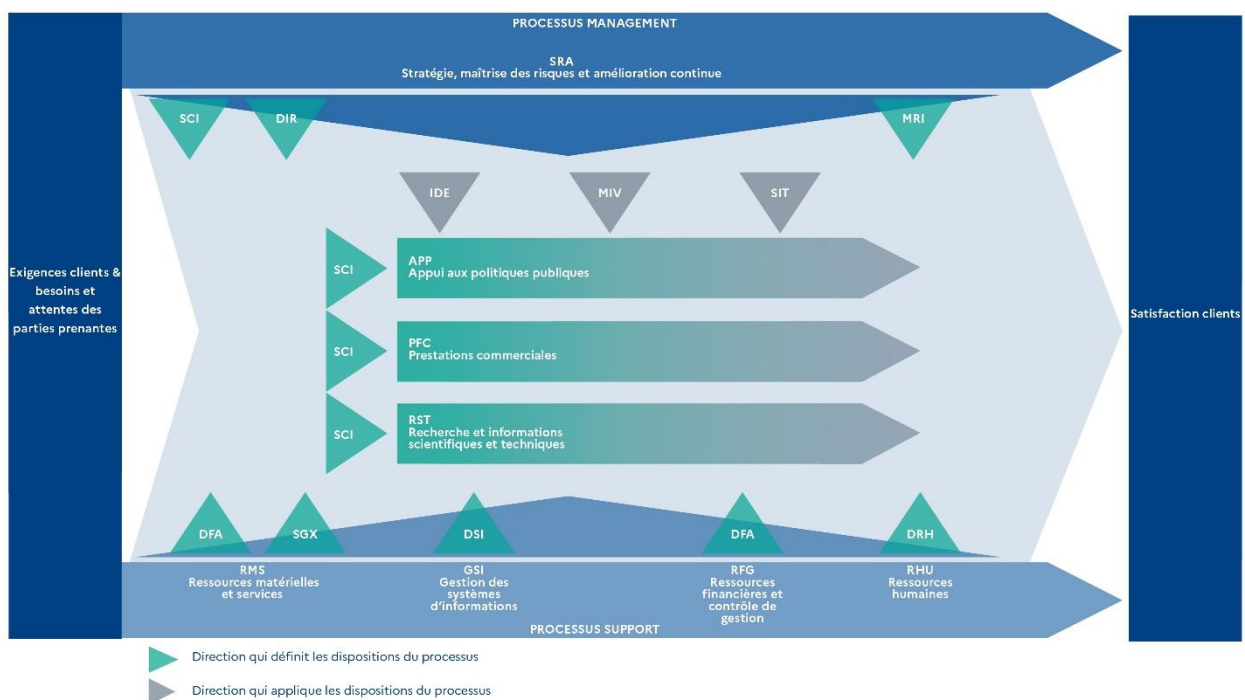 PROCESSUS MANAGEMENT
SRA
Stratégie, maîtrise des risques et amélioration continue
SCI
DIR
MRI
IDE
MIV
SIT
Exigences clients &
besoins et
attentes des
parties prenantes
SCI
APP
Appui aux politiques publiques
SCI
PFC
Prestations commerciales
SCI
RST
Recherche et informations
scientifiques et techniques
Satisfaction clients
DFA
SGX
DSI
DFA
DRH
RMS
Ressources matérielles
et services
GSI
Gestion des
systèmes
d'informations
RFG
Ressources
financières et
contrôle de
gestion
RHU
Ressources
humaines
PROCESSUS SUPPORT
Direction qui définit les dispositions du processus
Direction qui applique les dispositions du processus